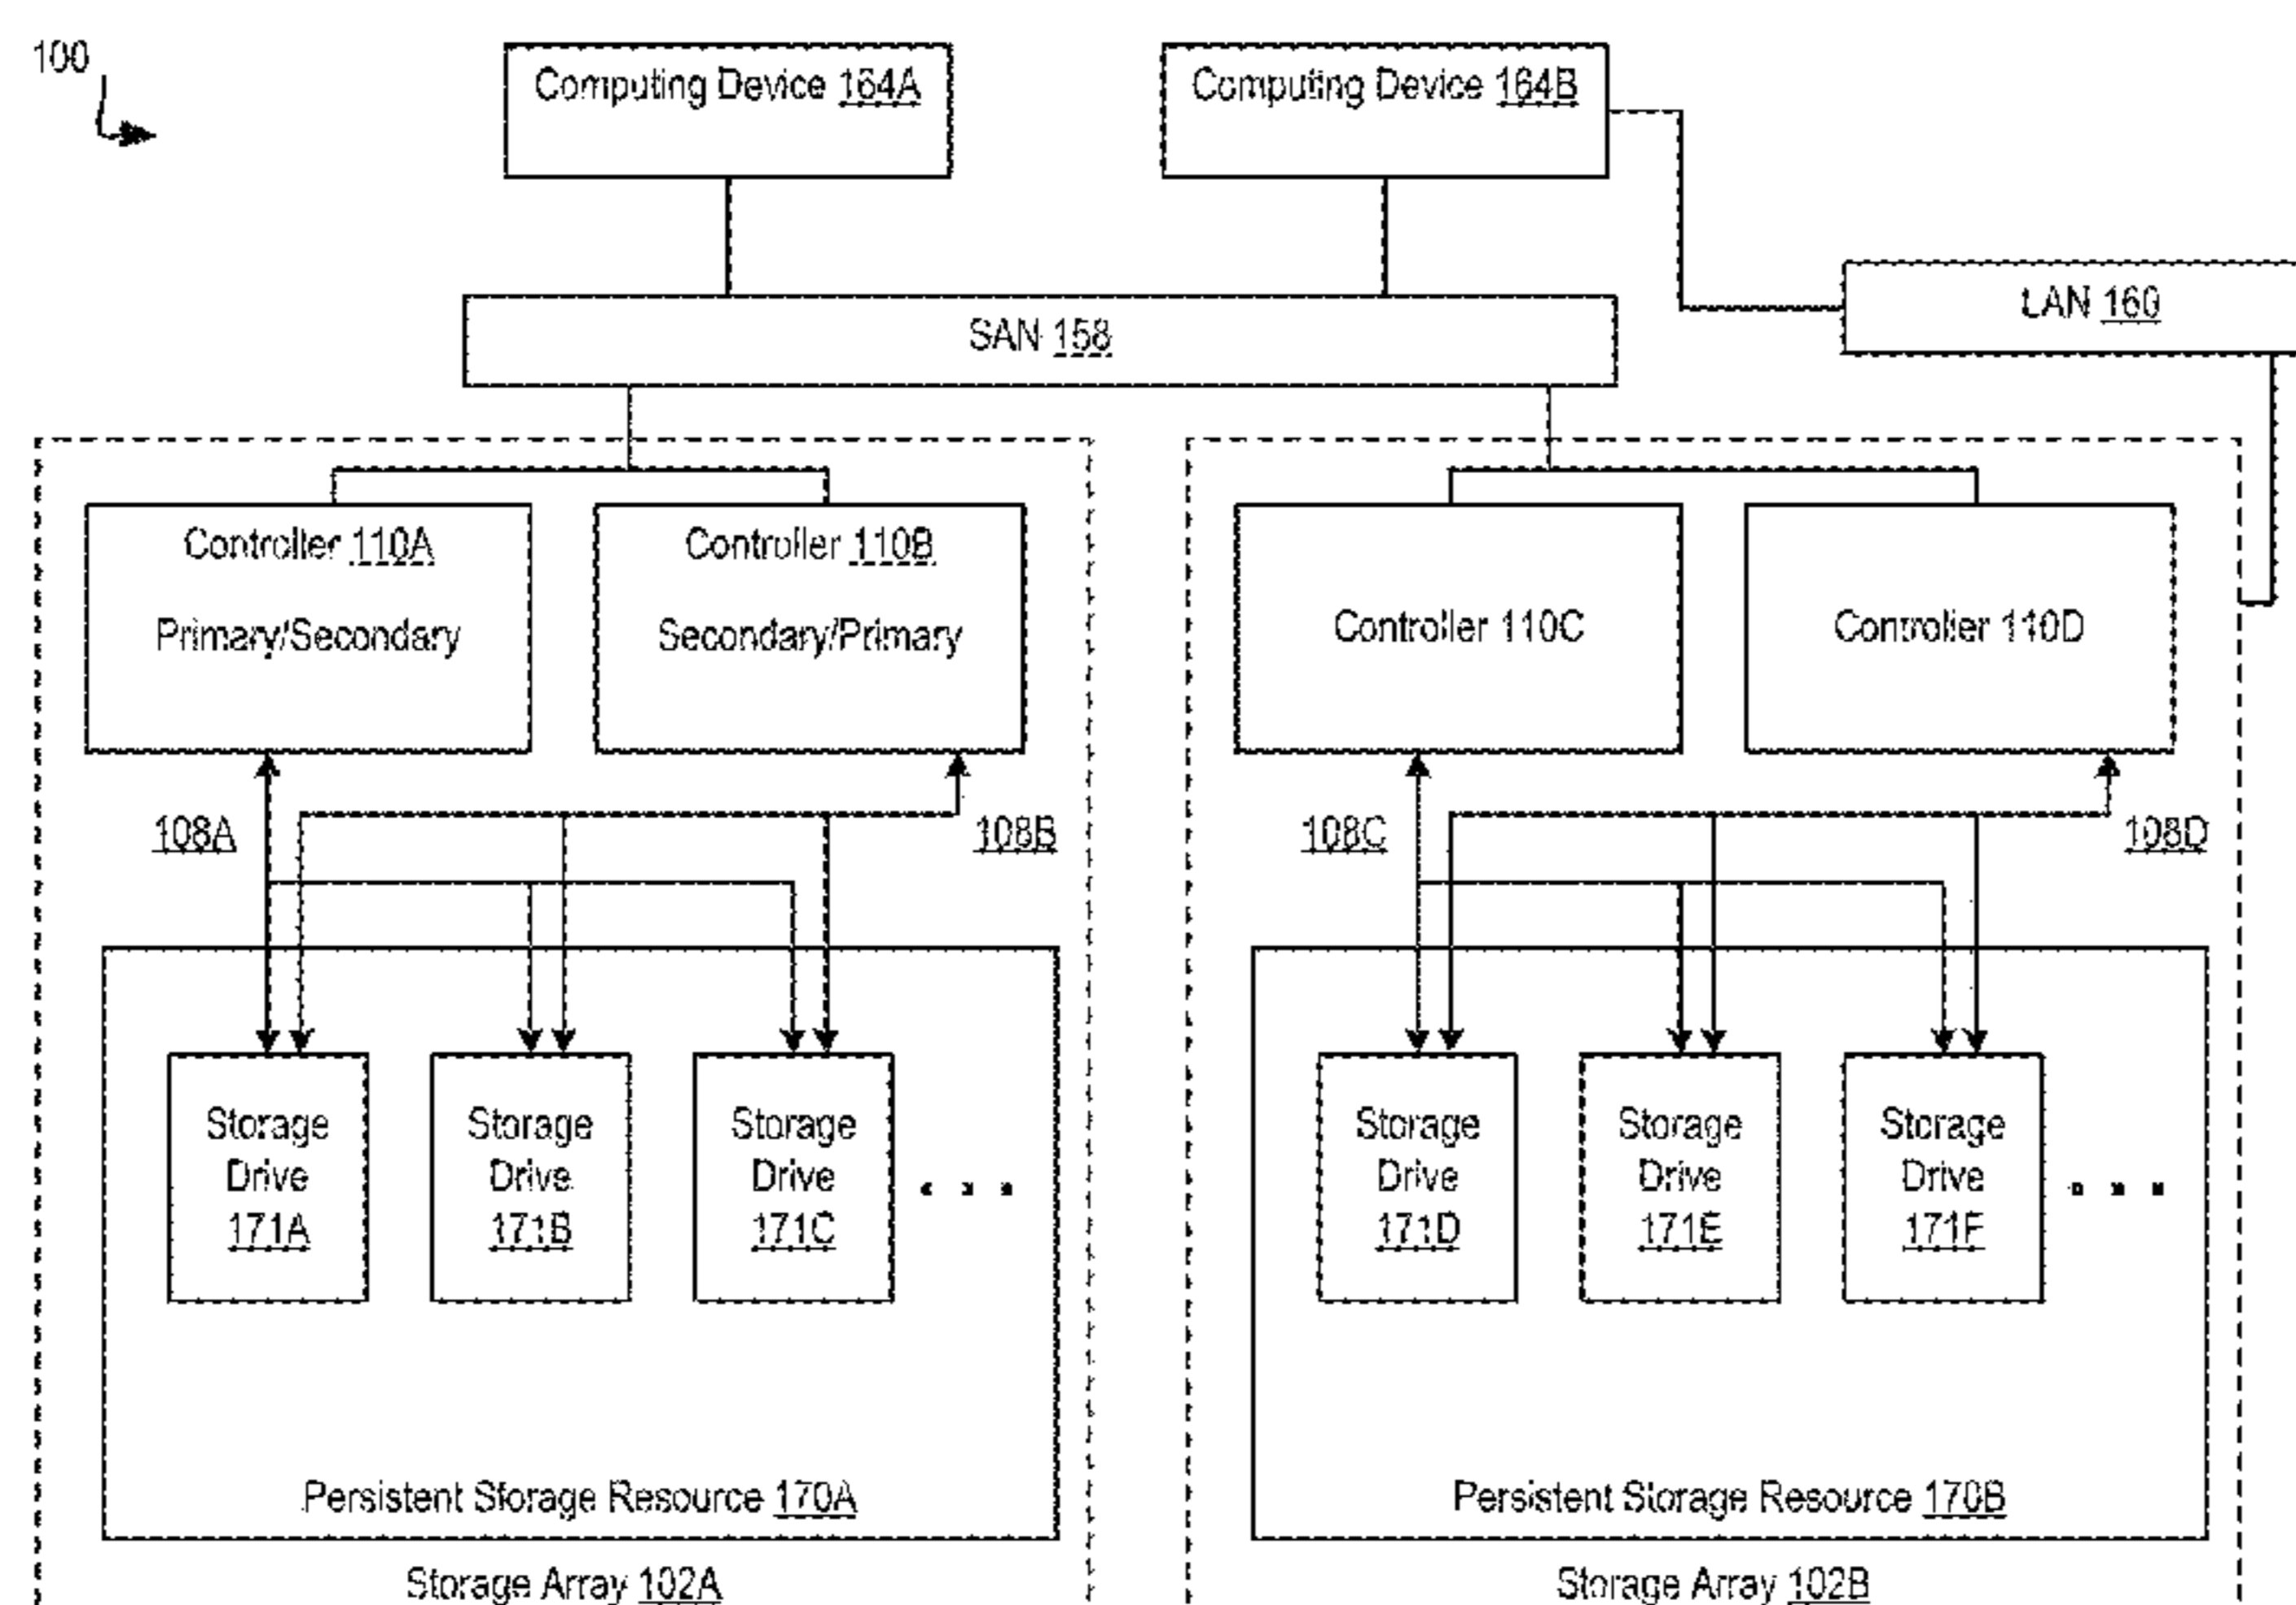 100
Computing Device 164A
Computing Device 164B
LAN 160
SAN 158
Controller 110A
Primary/Secondary
Controller 110B
Secondary/Primary
Controller 110C
Controller 110D
108A
108B
108C
108D
Storage
Drive
171A
Storage
Drive
171B
Storage
Drive
171C
. . .
Storage
Drive
171D
Storage
Drive
171E
Storage
Drive
171F
. . .
Persistent Storage Resource 170A
Persistent Storage Resource 170B
Storage Array 102A
Storage Array 102B